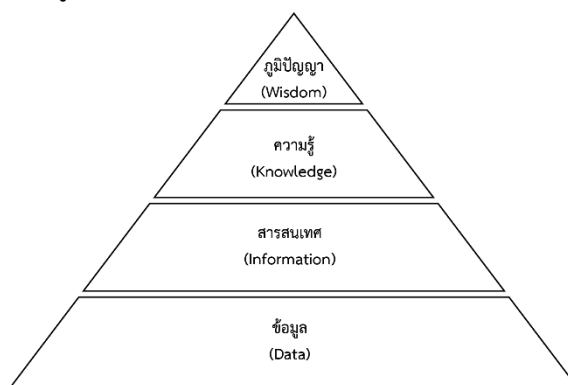 ภูมิปัญญา
(Wisdom)
ความรู้
(Knowledge)
สารสนเทศ
(Information)
ข้อมูล
(Data)